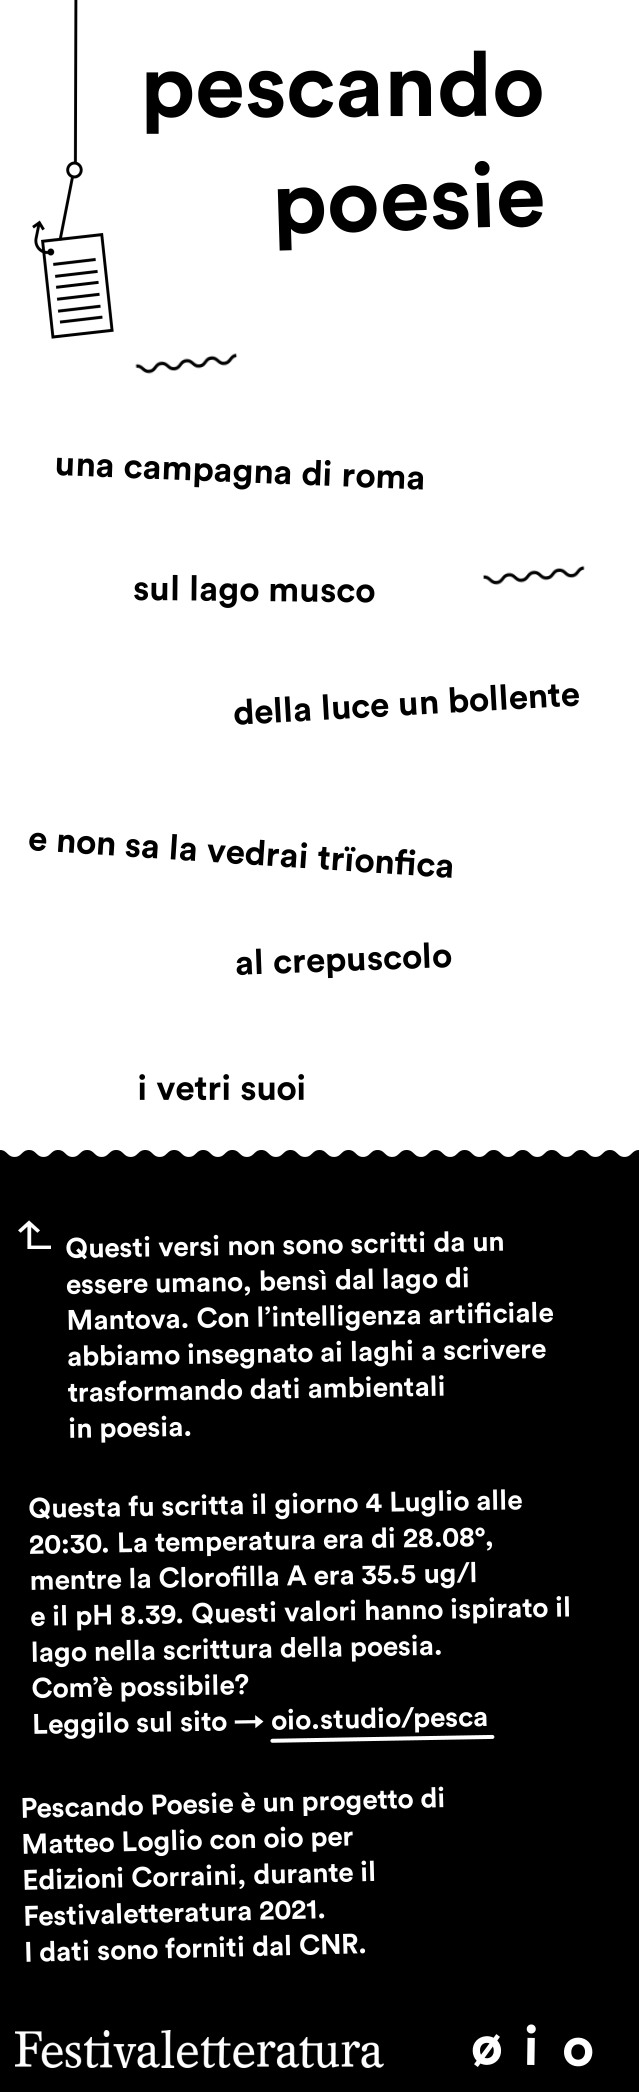 pescando
poesie
una campagna di roma
sul lago musco
della luce un bollente
e non sa la vedrai trïonfica
al crepuscolo
i vetri suoi
Questi versi non sono scritti da un
essere umano, bensì dal lago di
Mantova. Con l’intelligenza artificiale
abbiamo insegnato ai laghi a scrivere
trasformando dati ambientali
in poesia.
Questa fu scritta il giorno 4 Luglio alle
20:30. La temperatura era di 28.08°,
mentre la Clorofilla A era 35.5 ug/l
e il pH 8.39. Questi valori hanno ispirato il
lago nella scrittura della poesia.
Com’è possibile?
Leggilo sul sito → oio.studio/pesca
Pescando Poesie è un progetto di
Matteo Loglio con oio per
Edizioni Corraini, durante il
Festivaletteratura 2021.
I dati sono forniti dal CNR.
Festivaletteratura
ø i o